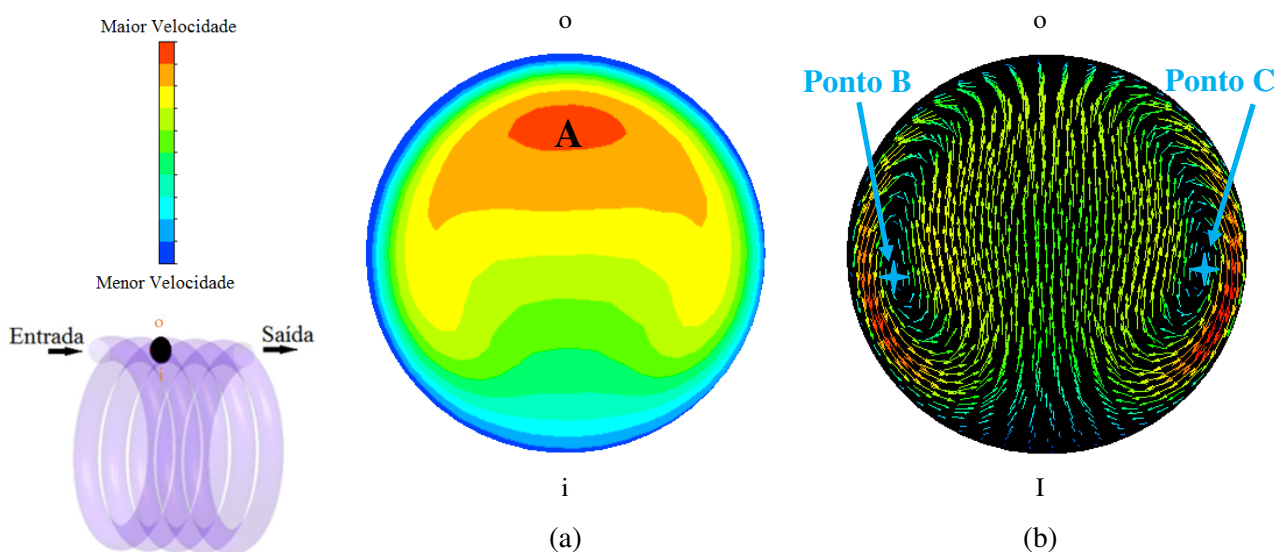 Maior Velocidade
Menor Velocidade
Entrada
o
Saída
i
o
A
i
(a)
o
Ponto B
Ponto C
I
(b)